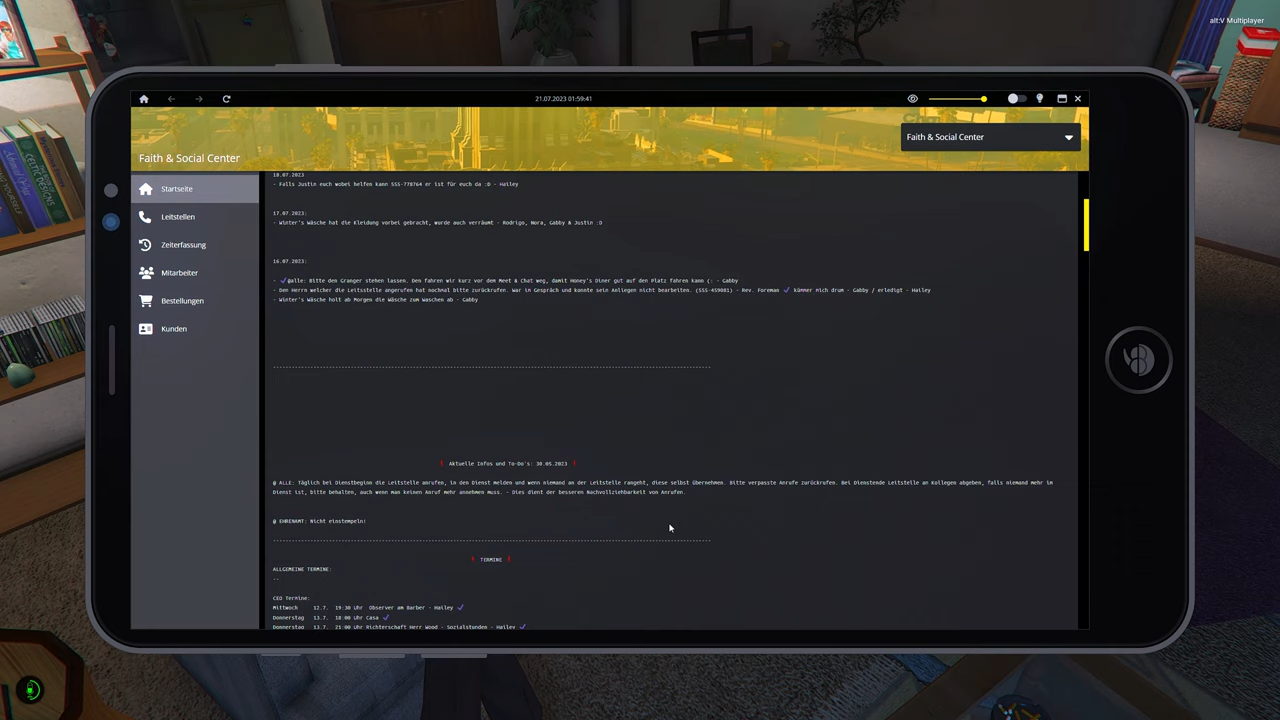 alt:V Multiplayer
21.07.2023 01:59:41
Faith & Social Center
Faith & Social Center
Startseite
Leitstellen
Zeiterfassung
Mitarbeiter
Bestellungen
Kunden
18.07.2023
- Falls Justin euch wobei helfen kann SSS-778764 er ist für euch da :D - Hailey
17.07.2023:
- Winter's Wäsche hat die Kleidung vorbei gebracht, wurde auch verräumt - Rodrigo, Nora, Gabby & Justin :D
16.07.2023:
- ✓@alle: Bitte den Granger stehen lassen. Den fahren wir kurz vor dem Meet & Chat weg, damit Honey's Diner gut auf den Platz fahren kann (: - Gabby
- Den Herrn welcher die Leitsstelle angerufen hat nochmal bitte zurückrufen. War in Gespräch und konnte sein Anliegen nicht bearbeiten. (SSS-459081) - Rev. Foreman ✓ kümmer mich drum - Gabby / erledigt - Hailey
- Winter's Wäsche holt ab Morgen die Wäsche zum Waschen ab - Gabby
Aktuelle Infos und To-Do's: 30.05.2023
@ ALLE: Täglich bei Dienstbeginn die Leitstelle anrufen, in den Dienst melden und wenn niemand an der Leitstelle rangeht, diese selbst übernehmen. Bitte verpasste Anrufe zurückrufen. Bei Dienstende Leitstelle an Kollegen abgeben, falls niemand mehr im
Dienst ist, bitte behalten, auch wenn man keinen Anruf mehr annehmen muss. - Dies dient der besseren Nachvollziehbarkeit von Anrufen.
@ EHRENAMT: Nicht einstempeln!
! TERMINE !
ALLGEMEINE TERMINE:
--
CEO Termine:
Mittwoch 12.7. 19:30 Uhr Observer am Barber - Hailey ✓
Donnerstag 13.7. 18:00 Uhr Casa ✓
Donnerstag 13.7. 21:00 Uhr Richterschaft Herr Wood - Sozialstunden - Hailey ✓